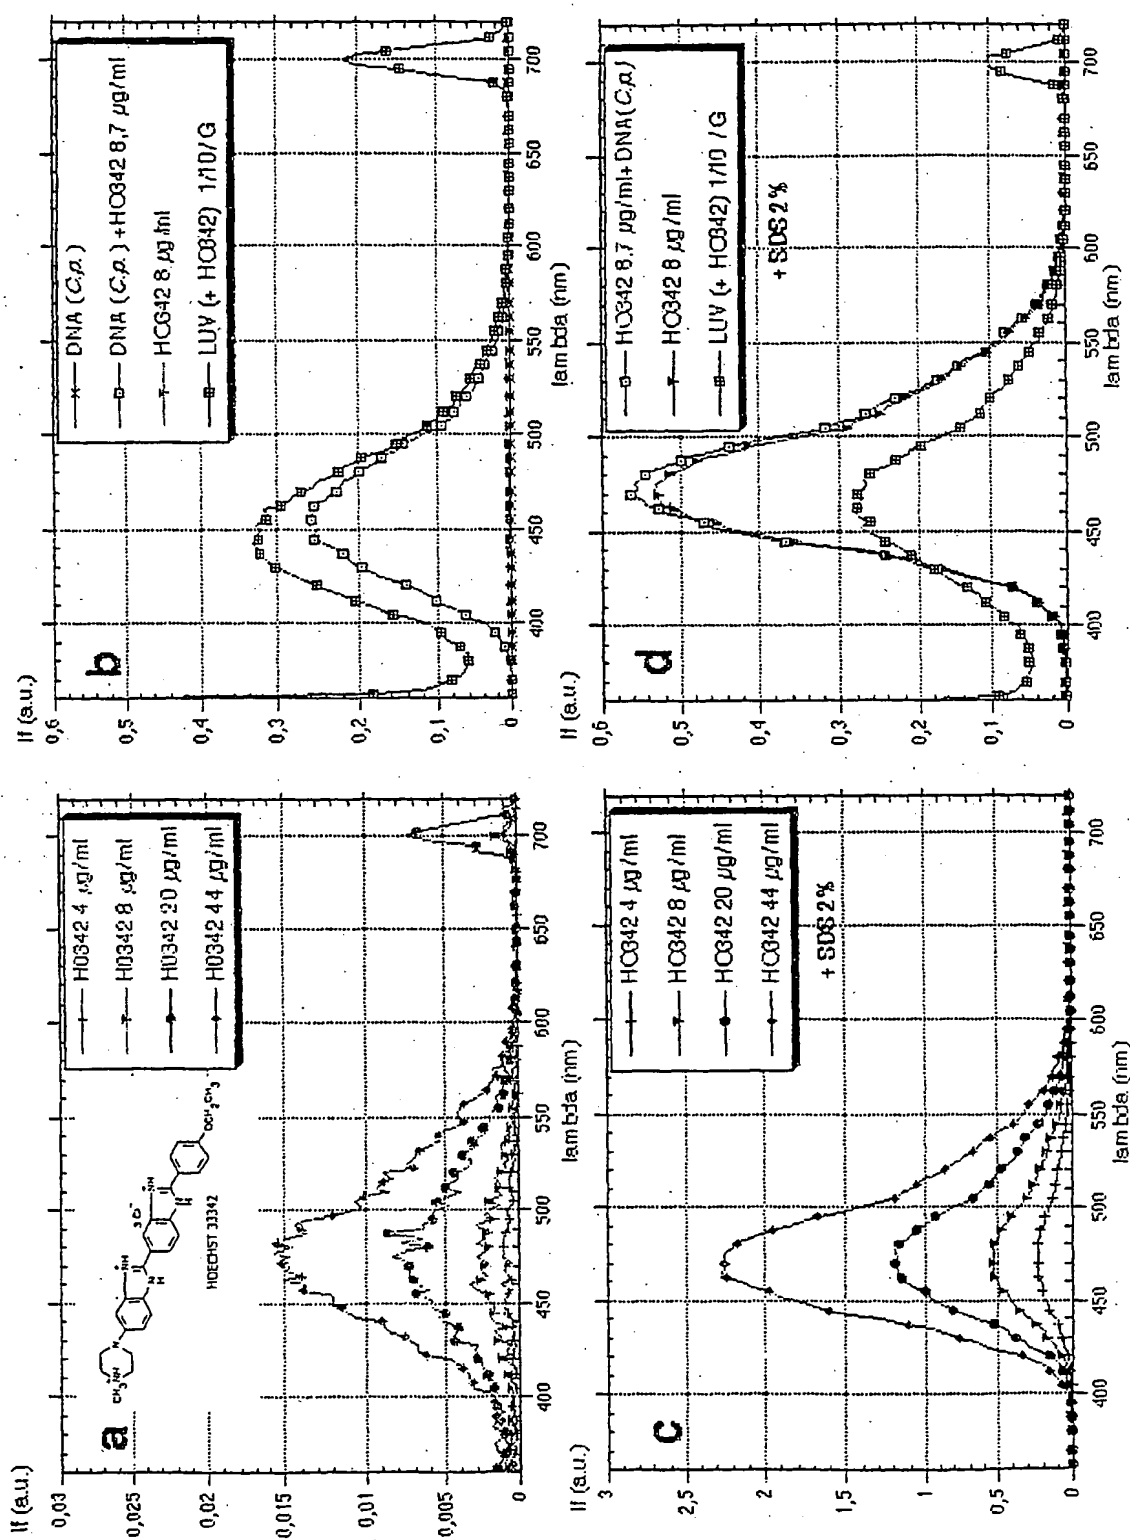 a
If (a.u.)
0,03
0,025
0,02
0,015
0,01
0,005
0
400
450
500
550
600
650
700
lambda (nm)
H0342 4 µg/ml
H0342 8 µg/ml
H0342 20 µg/ml
H0342 44 µg/ml
CH3NH
N
NH
N
H
NH
N
OCH2CH3
HOECHST 33342
b
If (a.u.)
0,6
0,5
0,4
0,3
0,2
0,1
0
400
450
500
550
600
650
700
lambda (nm)
DNA (C.p.)
DNA (C.p.) +HO342 8,7 µg/ml
HO342 8 µg/ml
LUV (+ HO342) 1/10/G
c
If (a.u.)
3
2,5
2
1,5
1
0,5
0
400
450
500
550
600
650
700
lambda (nm)
HO342 4 µg/ml
HO342 8 µg/ml
HO342 20 µg/ml
HO342 44 µg/ml
+ SDS 2%
d
If (a.u.)
0,6
0,5
0,4
0,3
0,2
0,1
0
400
450
500
550
600
650
700
lambda (nm)
HO342 8,7 µg/ml+DNA (C.p.)
HO342 8 µg/ml
LUV (+ HO342) 1/10 /G
+ SDS 2%